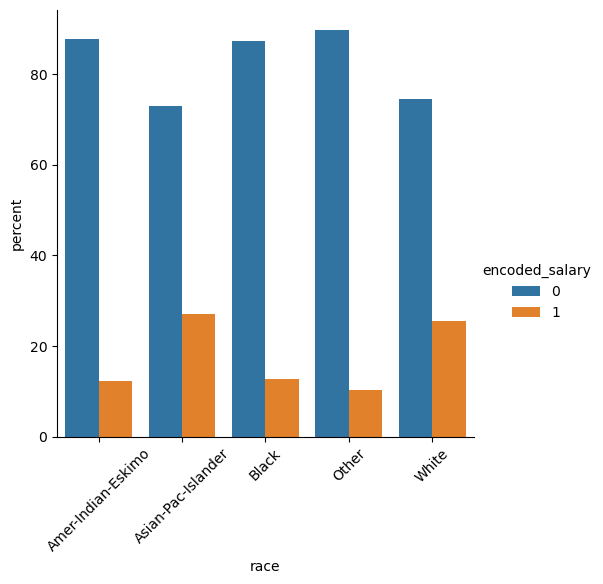 80
60
40
20
0
percent
Amer-Indian-Eskimo
Asian-Pac-Islander
Black
Other
White
race
encoded_salary
0
1